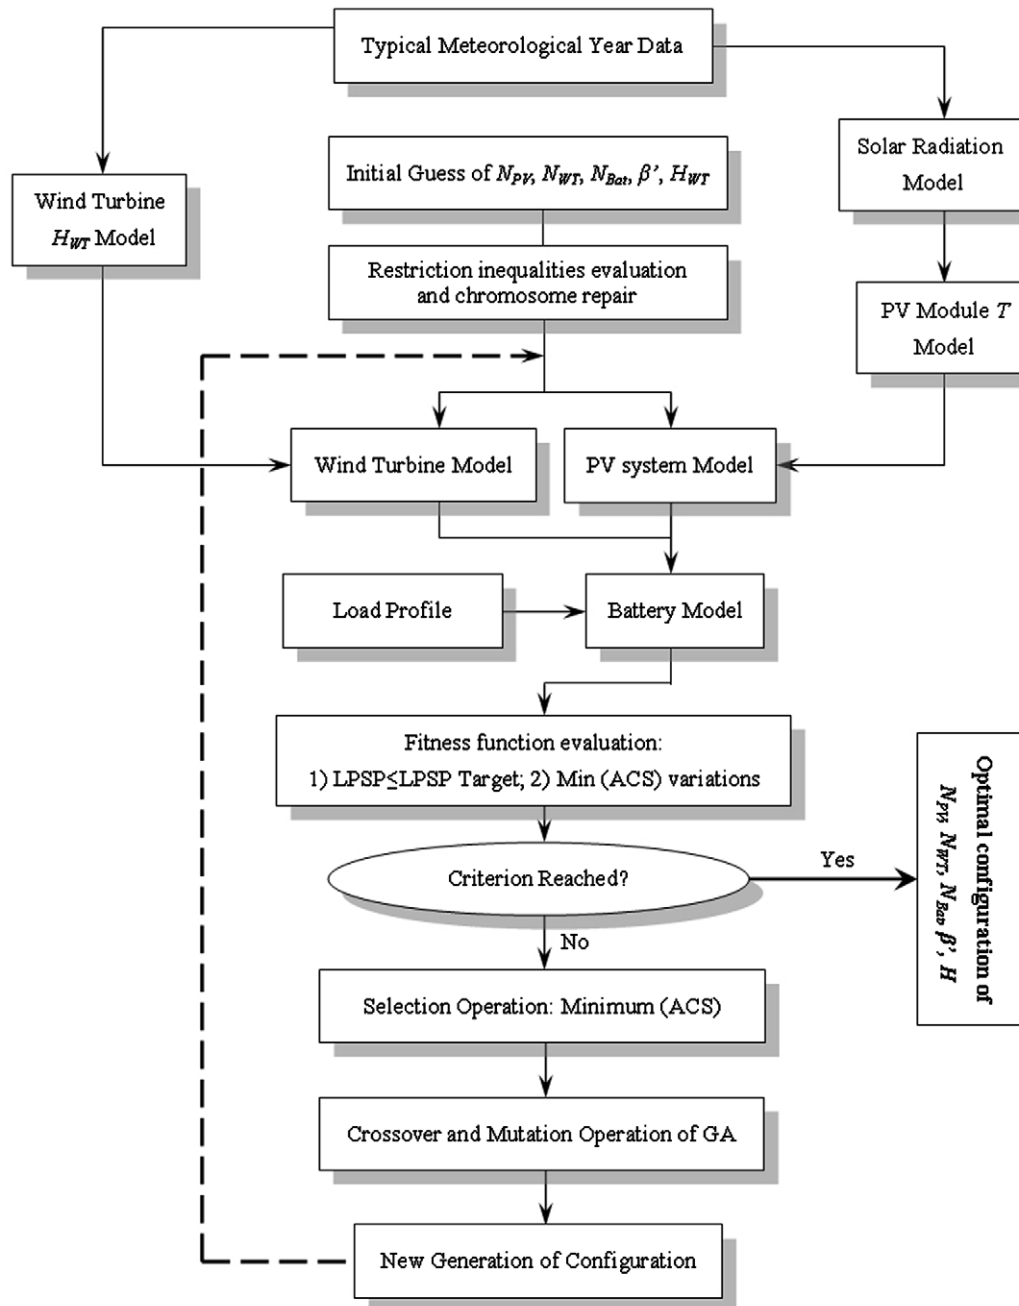 Typical Meteorological Year Data
Solar Radiation
Model
Initial Guess of N_PV, N_WT, N_Bat, β', H_WT
Wind Turbine
H_WT Model
Restriction inequalities evaluation
and chromosome repair
PV Module T
Model
Wind Turbine Model
PV system Model
Load Profile
Battery Model
Fitness function evaluation:
1) LPSP≤LPSP Target; 2) Min (ACS) variations
Criterion Reached?
Yes
Optimal configuration of
N_PV, N_WT, N_Bat, β', H
No
Selection Operation: Minimum (ACS)
Crossover and Mutation Operation of GA
New Generation of Configuration